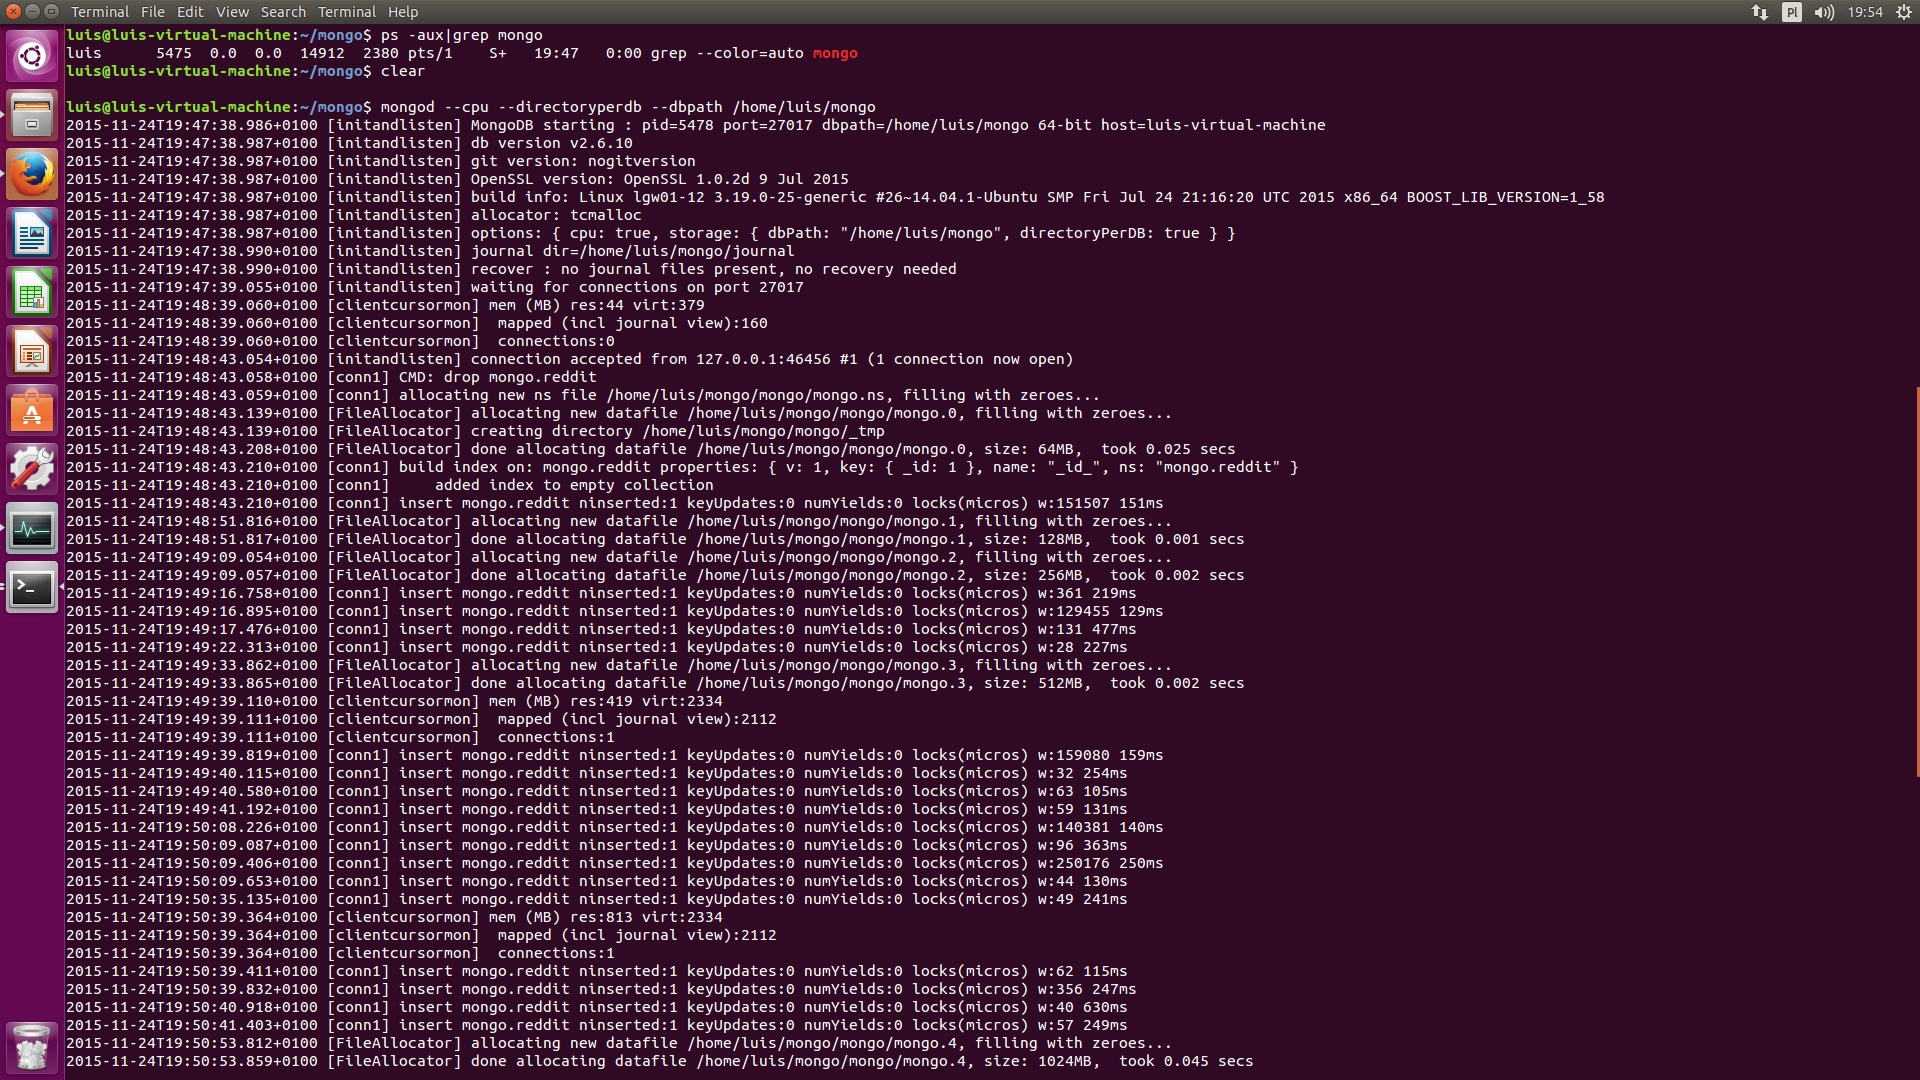 Terminal File Edit View Search Terminal Help Pl 19:54
luis@luis-virtual-machine:~/mongo$ ps -aux|grep mongo
luis      5475  0.0  0.0  14912  2380 pts/1    S+   19:47   0:00 grep --color=auto mongo
luis@luis-virtual-machine:~/mongo$ clear
luis@luis-virtual-machine:~/mongo$ mongod --cpu --directoryperdb --dbpath /home/luis/mongo
2015-11-24T19:47:38.986+0100 [initandlisten] MongoDB starting : pid=5478 port=27017 dbpath=/home/luis/mongo 64-bit host=luis-virtual-machine
2015-11-24T19:47:38.987+0100 [initandlisten] db version v2.6.10
2015-11-24T19:47:38.987+0100 [initandlisten] git version: nogitversion
2015-11-24T19:47:38.987+0100 [initandlisten] OpenSSL version: OpenSSL 1.0.2d 9 Jul 2015
2015-11-24T19:47:38.987+0100 [initandlisten] build info: Linux lgw01-12 3.19.0-25-generic #26~14.04.1-Ubuntu SMP Fri Jul 24 21:16:20 UTC 2015 x86_64 BOOST_LIB_VERSION=1_58
2015-11-24T19:47:38.987+0100 [initandlisten] allocator: tcmalloc
2015-11-24T19:47:38.987+0100 [initandlisten] options: { cpu: true, storage: { dbPath: "/home/luis/mongo", directoryPerDB: true } }
2015-11-24T19:47:38.990+0100 [initandlisten] journal dir=/home/luis/mongo/journal
2015-11-24T19:47:38.990+0100 [initandlisten] recover : no journal files present, no recovery needed
2015-11-24T19:47:39.055+0100 [initandlisten] waiting for connections on port 27017
2015-11-24T19:48:39.060+0100 [clientcursormon] mem (MB) res:44 virt:379
2015-11-24T19:48:39.060+0100 [clientcursormon]  mapped (incl journal view):160
2015-11-24T19:48:39.060+0100 [clientcursormon]  connections:0
2015-11-24T19:48:43.054+0100 [initandlisten] connection accepted from 127.0.0.1:46456 #1 (1 connection now open)
2015-11-24T19:48:43.058+0100 [conn1] CMD: drop mongo.reddit
2015-11-24T19:48:43.059+0100 [conn1] allocating new ns file /home/luis/mongo/mongo/mongo.ns, filling with zeroes...
2015-11-24T19:48:43.139+0100 [FileAllocator] allocating new datafile /home/luis/mongo/mongo/mongo.0, filling with zeroes...
2015-11-24T19:48:43.139+0100 [FileAllocator] creating directory /home/luis/mongo/mongo/_tmp
2015-11-24T19:48:43.208+0100 [FileAllocator] done allocating datafile /home/luis/mongo/mongo/mongo.0, size: 64MB,  took 0.025 secs
2015-11-24T19:48:43.210+0100 [conn1] build index on: mongo.reddit properties: { v: 1, key: { _id: 1 }, name: "_id_", ns: "mongo.reddit" }
2015-11-24T19:48:43.210+0100 [conn1]     added index to empty collection
2015-11-24T19:48:43.210+0100 [conn1] insert mongo.reddit ninserted:1 keyUpdates:0 numYields:0 locks(micros) w:151507 151ms
2015-11-24T19:48:51.816+0100 [FileAllocator] allocating new datafile /home/luis/mongo/mongo/mongo.1, filling with zeroes...
2015-11-24T19:48:51.817+0100 [FileAllocator] done allocating datafile /home/luis/mongo/mongo/mongo.1, size: 128MB,  took 0.001 secs
2015-11-24T19:49:09.054+0100 [FileAllocator] allocating new datafile /home/luis/mongo/mongo/mongo.2, filling with zeroes...
2015-11-24T19:49:09.057+0100 [FileAllocator] done allocating datafile /home/luis/mongo/mongo/mongo.2, size: 256MB,  took 0.002 secs
2015-11-24T19:49:16.758+0100 [conn1] insert mongo.reddit ninserted:1 keyUpdates:0 numYields:0 locks(micros) w:361 219ms
2015-11-24T19:49:16.895+0100 [conn1] insert mongo.reddit ninserted:1 keyUpdates:0 numYields:0 locks(micros) w:129455 129ms
2015-11-24T19:49:17.476+0100 [conn1] insert mongo.reddit ninserted:1 keyUpdates:0 numYields:0 locks(micros) w:131 477ms
2015-11-24T19:49:22.313+0100 [conn1] insert mongo.reddit ninserted:1 keyUpdates:0 numYields:0 locks(micros) w:28 227ms
2015-11-24T19:49:33.862+0100 [FileAllocator] allocating new datafile /home/luis/mongo/mongo/mongo.3, filling with zeroes...
2015-11-24T19:49:33.865+0100 [FileAllocator] done allocating datafile /home/luis/mongo/mongo/mongo.3, size: 512MB,  took 0.002 secs
2015-11-24T19:49:39.110+0100 [clientcursormon] mem (MB) res:419 virt:2334
2015-11-24T19:49:39.111+0100 [clientcursormon]  mapped (incl journal view):2112
2015-11-24T19:49:39.111+0100 [clientcursormon]  connections:1
2015-11-24T19:49:39.819+0100 [conn1] insert mongo.reddit ninserted:1 keyUpdates:0 numYields:0 locks(micros) w:159080 159ms
2015-11-24T19:49:40.115+0100 [conn1] insert mongo.reddit ninserted:1 keyUpdates:0 numYields:0 locks(micros) w:32 254ms
2015-11-24T19:49:40.580+0100 [conn1] insert mongo.reddit ninserted:1 keyUpdates:0 numYields:0 locks(micros) w:63 105ms
2015-11-24T19:49:41.192+0100 [conn1] insert mongo.reddit ninserted:1 keyUpdates:0 numYields:0 locks(micros) w:59 131ms
2015-11-24T19:50:08.226+0100 [conn1] insert mongo.reddit ninserted:1 keyUpdates:0 numYields:0 locks(micros) w:140381 140ms
2015-11-24T19:50:09.087+0100 [conn1] insert mongo.reddit ninserted:1 keyUpdates:0 numYields:0 locks(micros) w:96 363ms
2015-11-24T19:50:09.406+0100 [conn1] insert mongo.reddit ninserted:1 keyUpdates:0 numYields:0 locks(micros) w:250176 250ms
2015-11-24T19:50:09.653+0100 [conn1] insert mongo.reddit ninserted:1 keyUpdates:0 numYields:0 locks(micros) w:44 130ms
2015-11-24T19:50:35.135+0100 [conn1] insert mongo.reddit ninserted:1 keyUpdates:0 numYields:0 locks(micros) w:49 241ms
2015-11-24T19:50:39.364+0100 [clientcursormon] mem (MB) res:813 virt:2334
2015-11-24T19:50:39.364+0100 [clientcursormon]  mapped (incl journal view):2112
2015-11-24T19:50:39.364+0100 [clientcursormon]  connections:1
2015-11-24T19:50:39.411+0100 [conn1] insert mongo.reddit ninserted:1 keyUpdates:0 numYields:0 locks(micros) w:62 115ms
2015-11-24T19:50:39.832+0100 [conn1] insert mongo.reddit ninserted:1 keyUpdates:0 numYields:0 locks(micros) w:356 247ms
2015-11-24T19:50:40.918+0100 [conn1] insert mongo.reddit ninserted:1 keyUpdates:0 numYields:0 locks(micros) w:40 630ms
2015-11-24T19:50:41.403+0100 [conn1] insert mongo.reddit ninserted:1 keyUpdates:0 numYields:0 locks(micros) w:57 249ms
2015-11-24T19:50:53.812+0100 [FileAllocator] allocating new datafile /home/luis/mongo/mongo/mongo.4, filling with zeroes...
2015-11-24T19:50:53.859+0100 [FileAllocator] done allocating datafile /home/luis/mongo/mongo/mongo.4, size: 1024MB,  took 0.045 secs